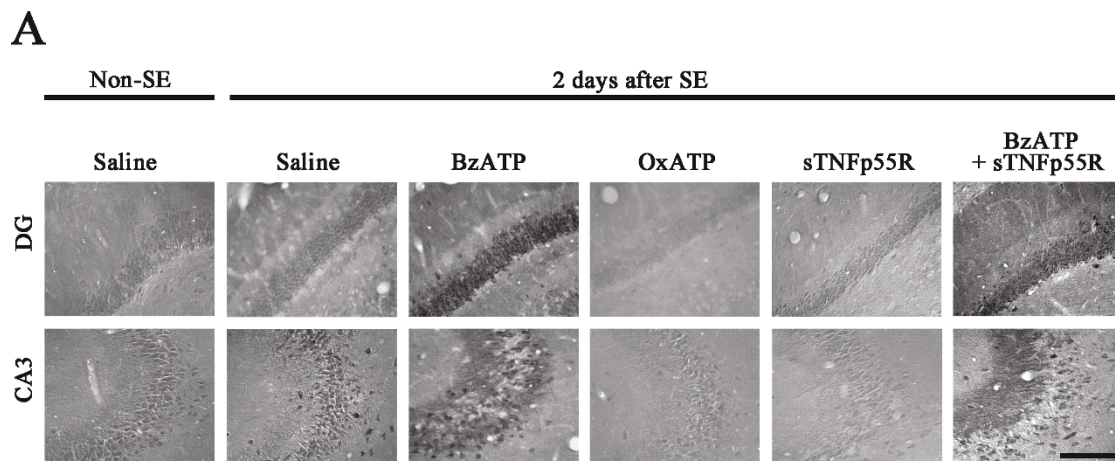 A
Non-SE
2 days after SE
Saline
Saline
BzATP
OxATP
sTNFp55R
BzATP
+ sTNFp55R
DG
CA3